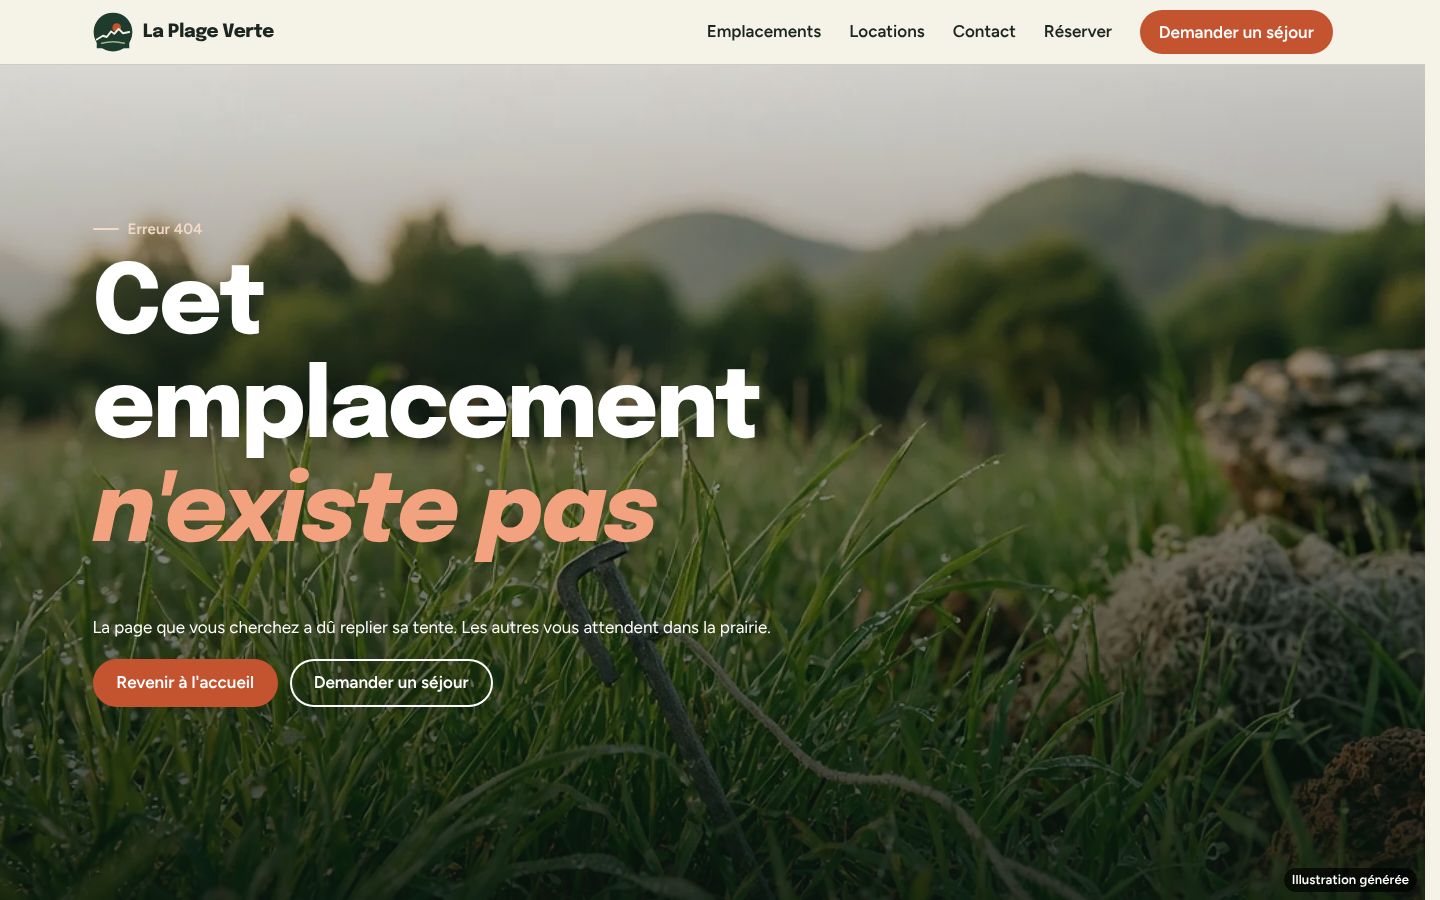 La Plage Verte
Emplacements
Locations
Contact
Réserver
Demander un séjour
Erreur 404
Cet
emplacement
n'existe pas
La page que vous cherchez a dû replier sa tente. Les autres vous attendent dans la prairie.
Revenir à l'accueil
Demander un séjour
Illustration générée